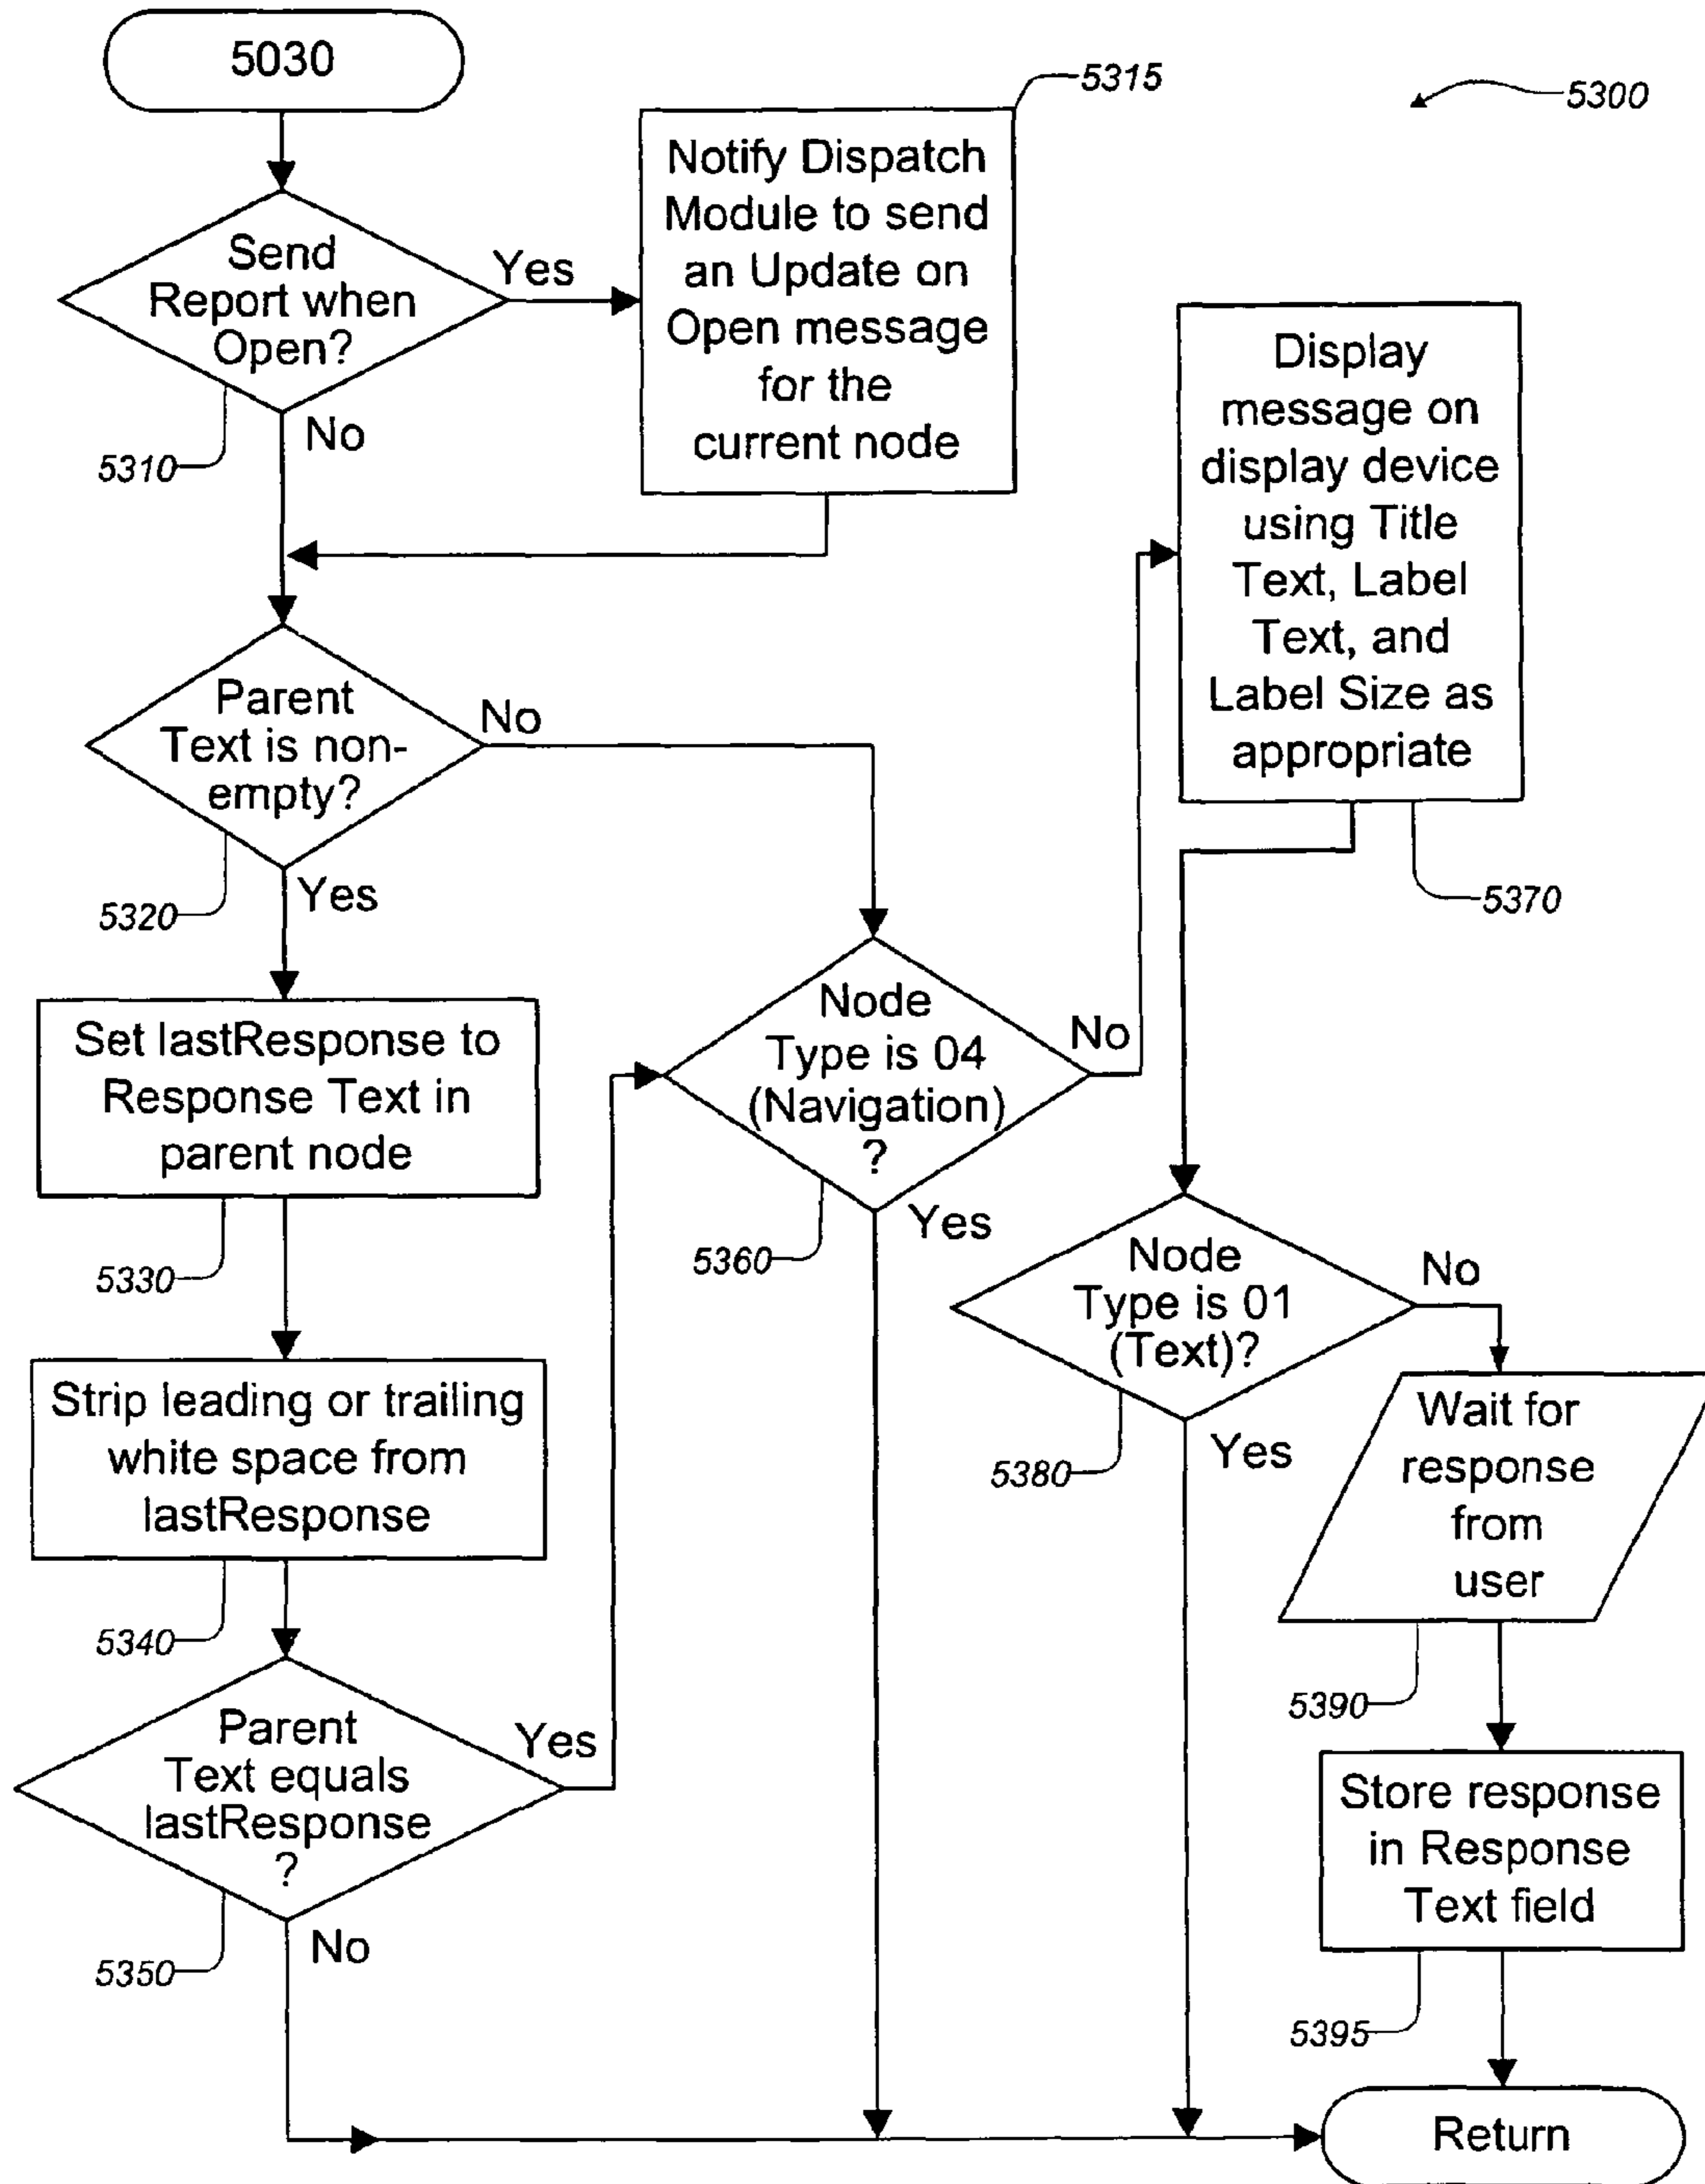 5030
5315
5300
Notify Dispatch
Module to send
an Update on
Open message
for the
current node
Send
Report when
Open?
Yes
No
5310
Display
message on
display device
using Title
Text, Label
Text, and
Label Size as
appropriate
5370
Parent
Text is non-
empty?
No
Yes
5320
Set lastResponse to
Response Text in
parent node
5330
Node
Type is 04
(Navigation)
?
No
Yes
5360
Node
Type is 01
(Text)?
No
Yes
5380
Strip leading or trailing
white space from
lastResponse
5340
Wait for
response
from
user
5390
Parent
Text equals
lastResponse
?
Yes
No
5350
Store response
in Response
Text field
5395
Return